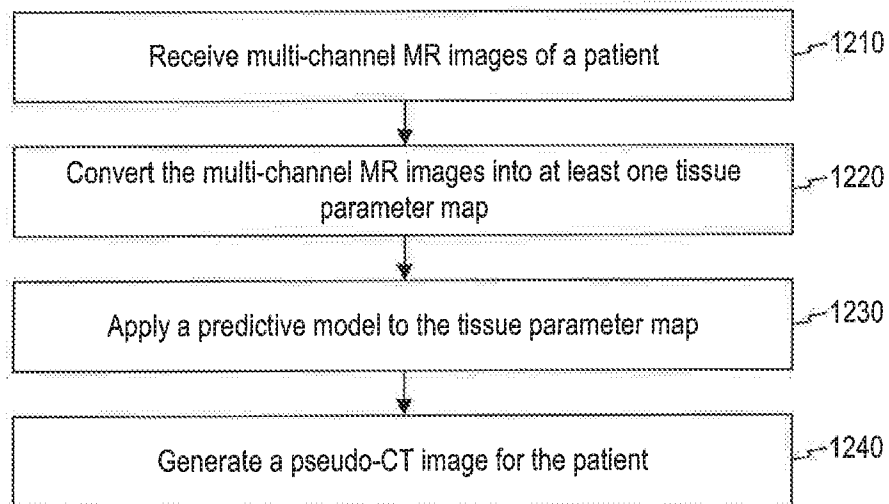 Receive multi-channel MR images of a patient
1210
Convert the multi-channel MR images into at least one tissue
parameter map
1220
Apply a predictive model to the tissue parameter map
1230
Generate a pseudo-CT image for the patient
1240